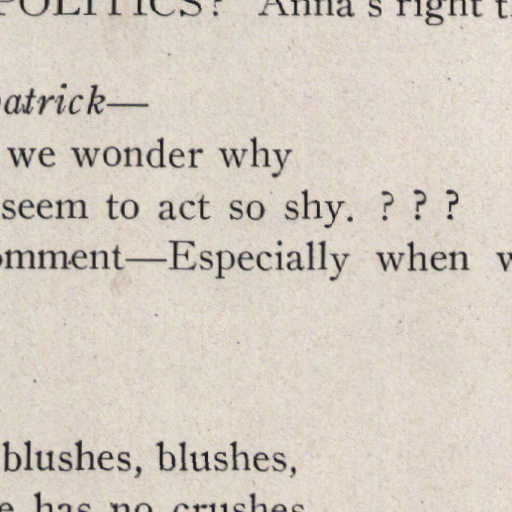 POLITICS? Anna's right
atrick—
we wonder why
seem to act so shy. ? ? ?
omment—Especially when
blushes, blushes,
has no crushes